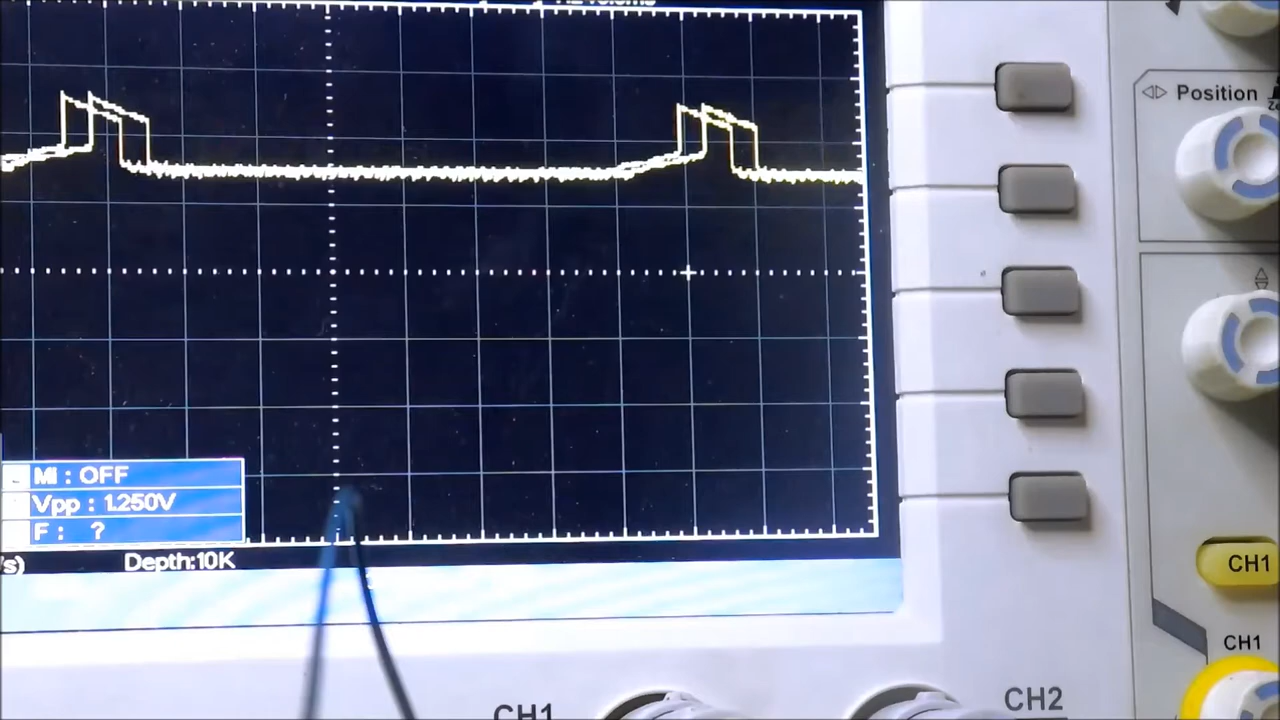 Position
MI : OFF
Vpp : 1.250V
F : ?
s)
Depth:10K
CH1
CH1
CH1
CH2